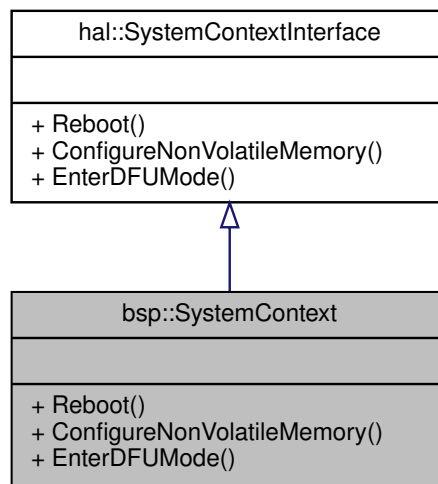 hal::SystemContextInterface
+ Reboot()
+ ConfigureNonVolatileMemory()
+ EnterDFUMode()
bsp::SystemContext
+ Reboot()
+ ConfigureNonVolatileMemory()
+ EnterDFUMode()